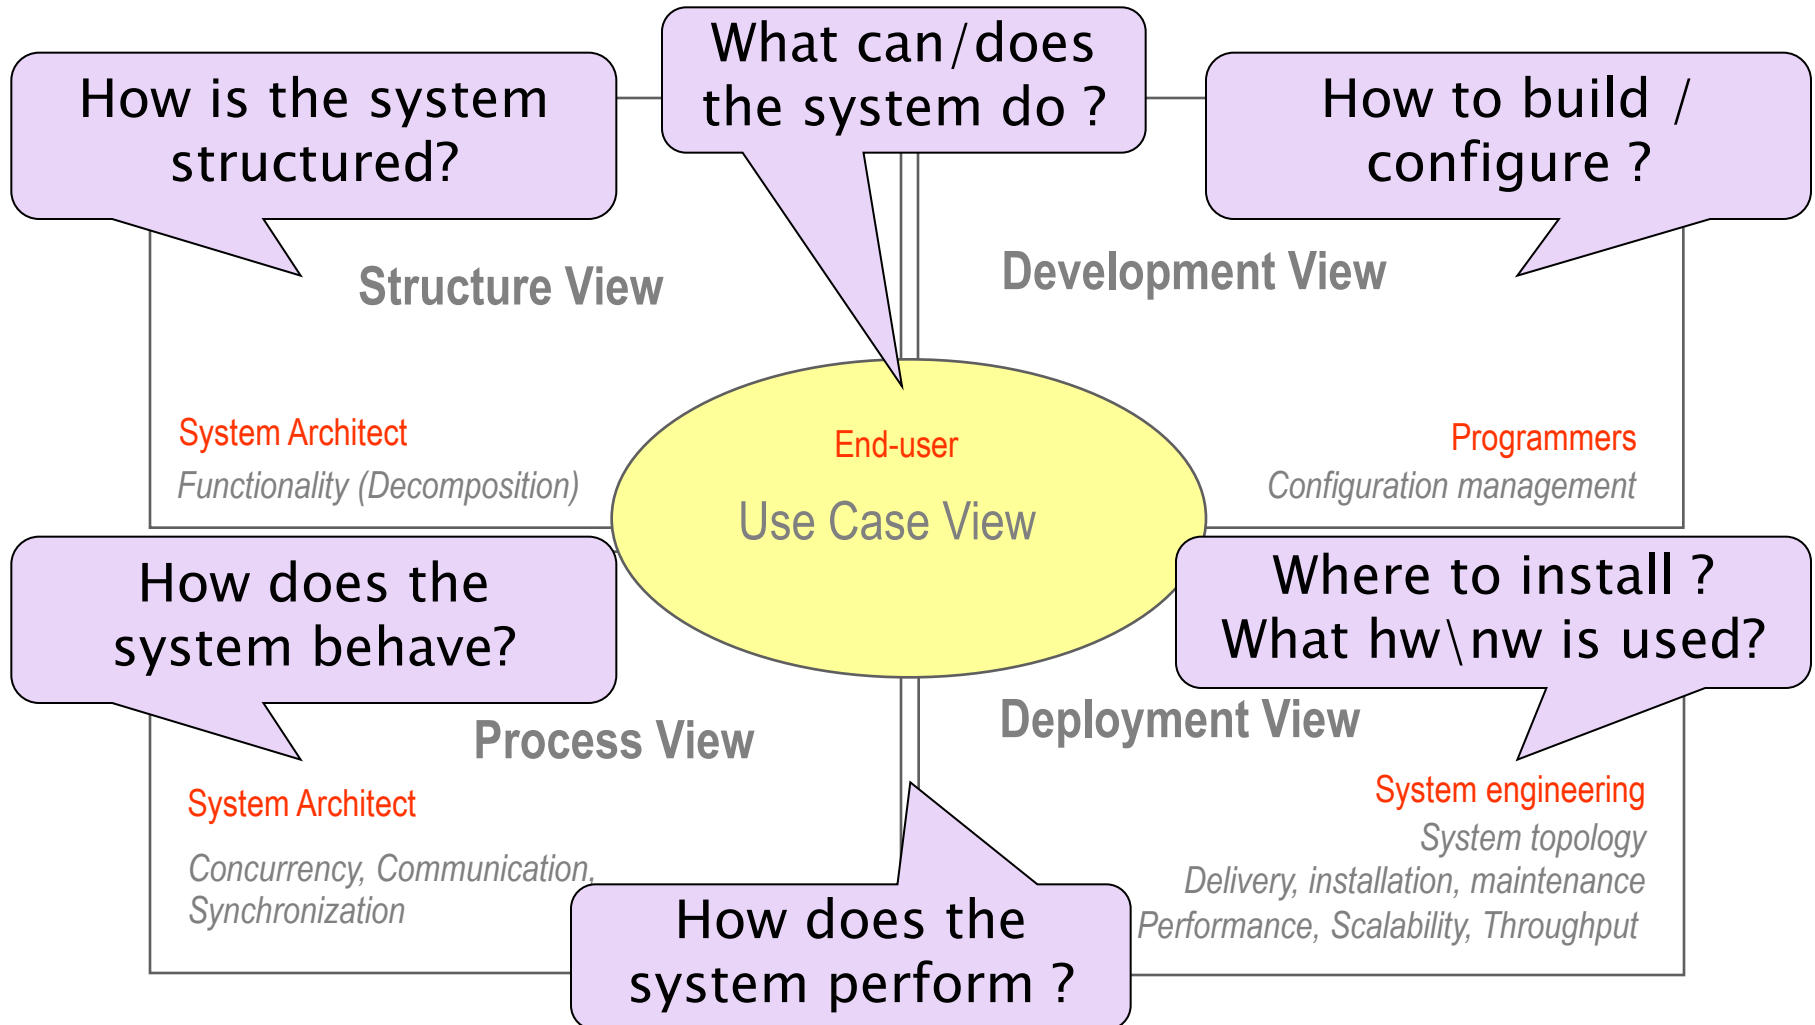 What can/does
the system do ?
How is the system
structured?
How to build /
configure ?
Structure View
Development View
System Architect
Functionality (Decomposition)
End-user
Use Case View
Programmers
Configuration management
How does the
system behave?
Where to install ?
What hw\nw is used?
Process View
Deployment View
System Architect
Concurrency, Communication,
Synchronization
System engineering
System topology
Delivery, installation, maintenance
Performance, Scalability, Throughput
How does the
system perform ?